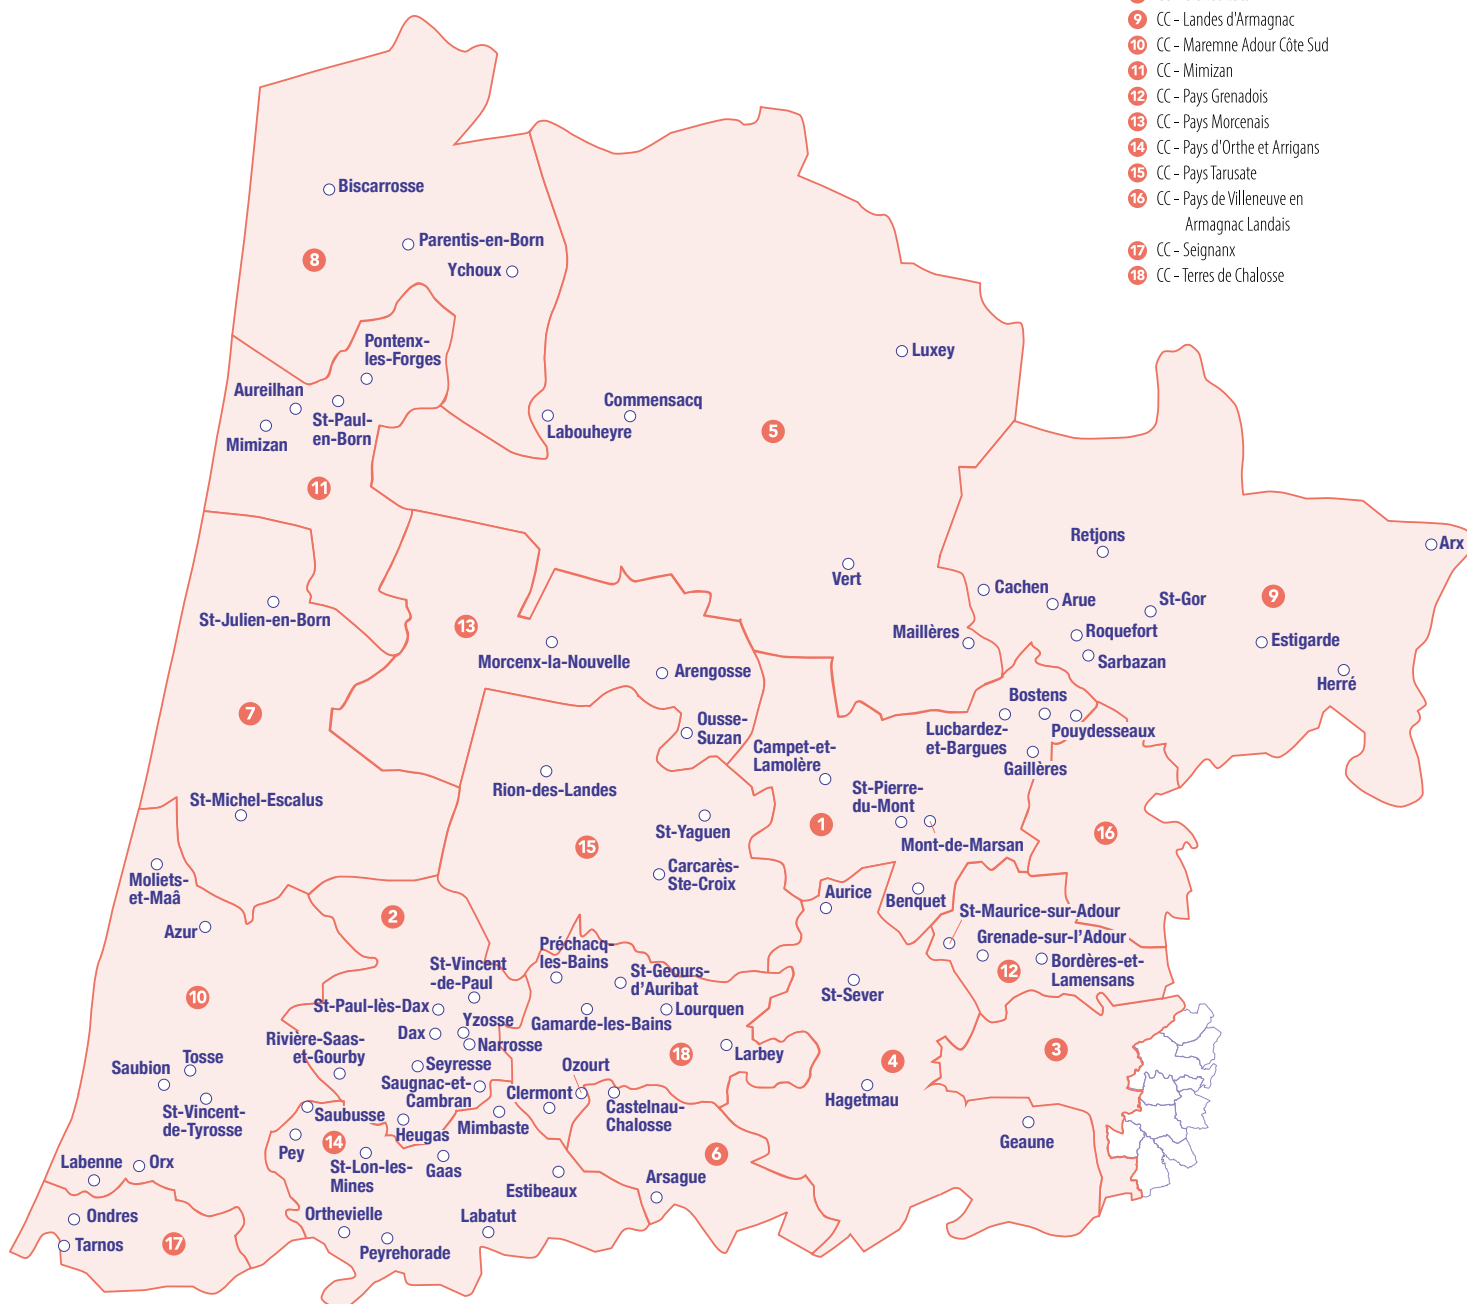 9 CC - Landes d'Armagnac
10 CC - Maremne Adour Côte Sud
11 CC - Mimizan
12 CC - Pays Grenadois
13 CC - Pays Morcenais
14 CC - Pays d'Orthe et Arrigans
15 CC - Pays Tarusate
16 CC - Pays de Villeneuve en
Armagnac Landais
17 CC - Seignanx
18 CC - Terres de Chalosse
Biscarrosse
Parentis-en-Born
8
Ychoux
Pontenx-
les-Forges
Luxey
Aureilhan
Commensacq
St-Paul-
en-Born
Mimizan
Labouheyre
5
11
Retjons
Arx
Vert
Cachen
Arue
St-Gor
9
St-Julien-en-Born
13
Maillères
Roquefort
Estigarde
Morcenx-la-Nouvelle
Sarbazan
Arengosse
Herré
7
Bostens
Ousse-
Suzan
Lucbardez-
et-Bargues
Pouydesseaux
Campet-et-
Lamolère
Gaillères
Rion-des-Landes
St-Michel-Escalus
St-Pierre-
du-Mont
St-Yaguen
1
16
15
Mont-de-Marsan
Carcarès-
Ste-Croix
Moliets-
et-Maâ
Aurice
Benquet
2
St-Maurice-sur-Adour
Azur
Grenade-sur-l'Adour
Préchacq-
les-Bains
St-Vincent
-de-Paul
St-Geours-
d'Auribat
12
Bordères-et-
Lamensans
10
St-Sever
St-Paul-lès-Dax
Lourquen
Yzosse
Gamarde-les-Bains
Dax
Rivière-Saas-
et-Gourby
Narrosse
18
Larbey
3
Tosse
Saubion
Seyresse
Ozourt
4
Saugnac-et-
Cambran
Clermont
Hagetmau
St-Vincent-
de-Tyrosse
Saubusse
Castelnau-
Chalosse
Mimbaste
Heugas
14
Geaune
Pey
6
Labenne
Orx
St-Lon-les-
Mines
Gaas
Arsague
Estibeaux
Ondres
Orthevielle
Labatut
Tarnos
17
Peyrehorade